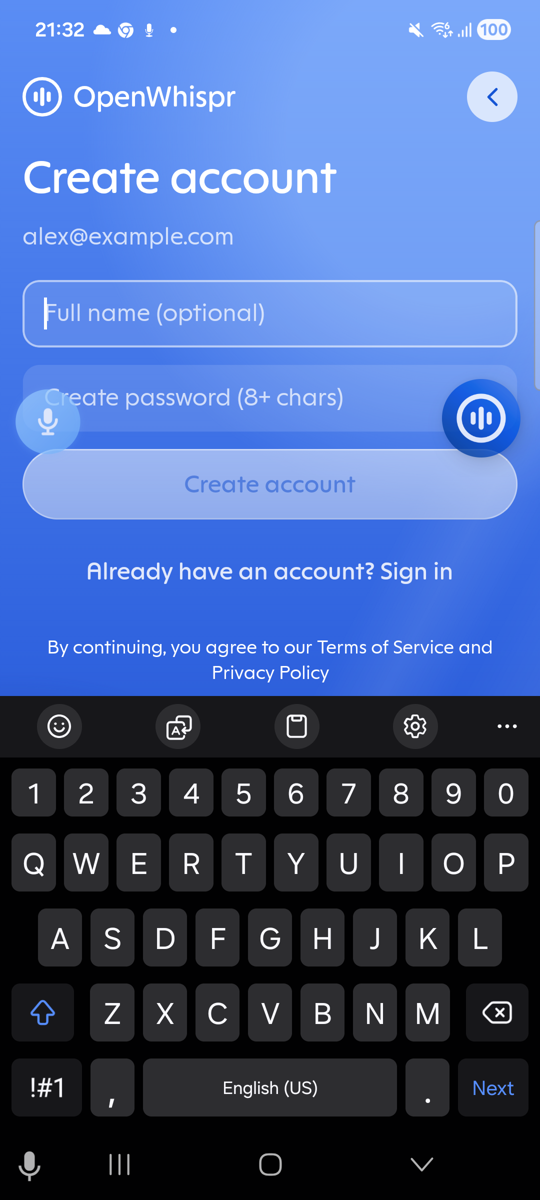 21:32
100
OpenWhispr
Create account
alex@example.com
Full name (optional)
Create password (8+ chars)
Create account
Already have an account? Sign in
By continuing, you agree to our Terms of Service and
Privacy Policy
1 2 3 4 5 6 7 8 9 0
Q W E R T Y U I O P
A S D F G H J K L
Z X C V B N M
!#1 , English (US) . Next